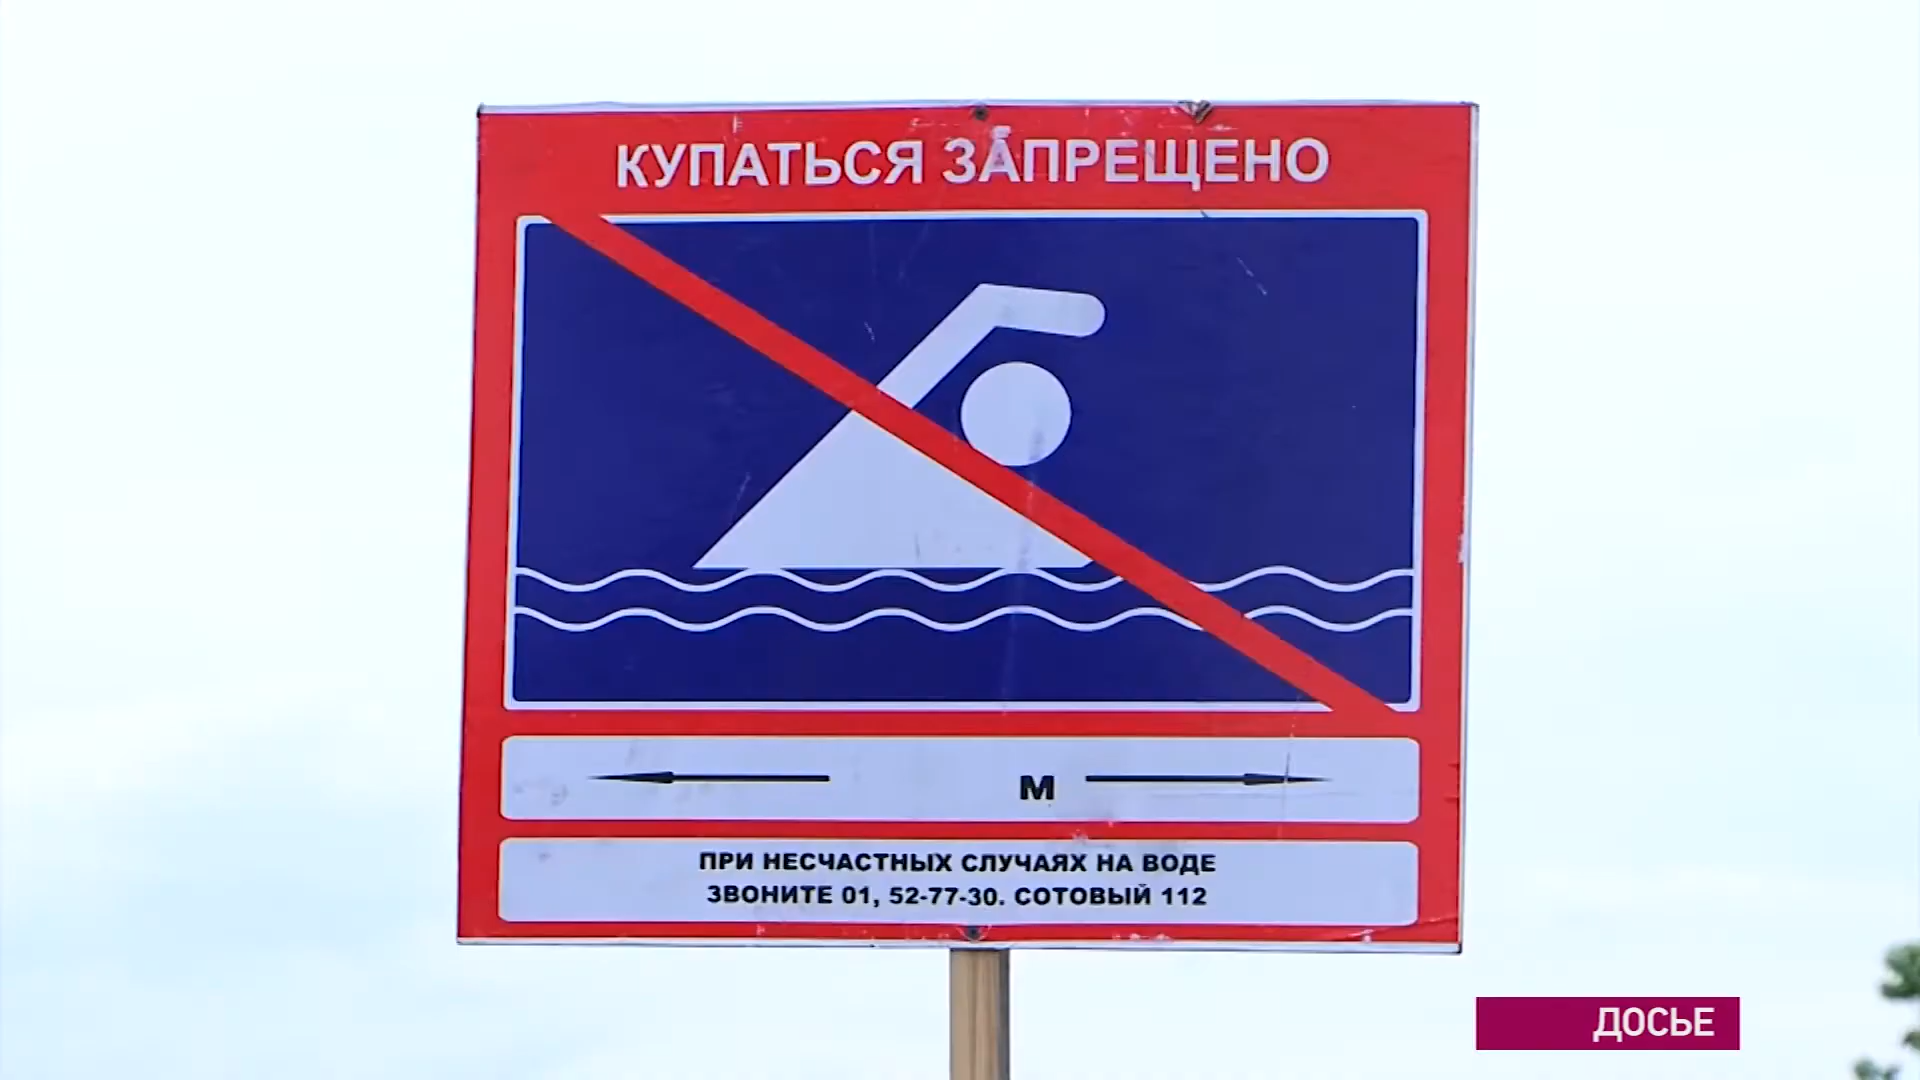 КУПАТЬСЯ ЗАПРЕЩЕНО
М
ПРИ НЕСЧАСТНЫХ СЛУЧАЯХ НА ВОДЕ
ЗВОНИТЕ 01, 52-77-30. СОТОВЫЙ 112
ДОСЬЕ